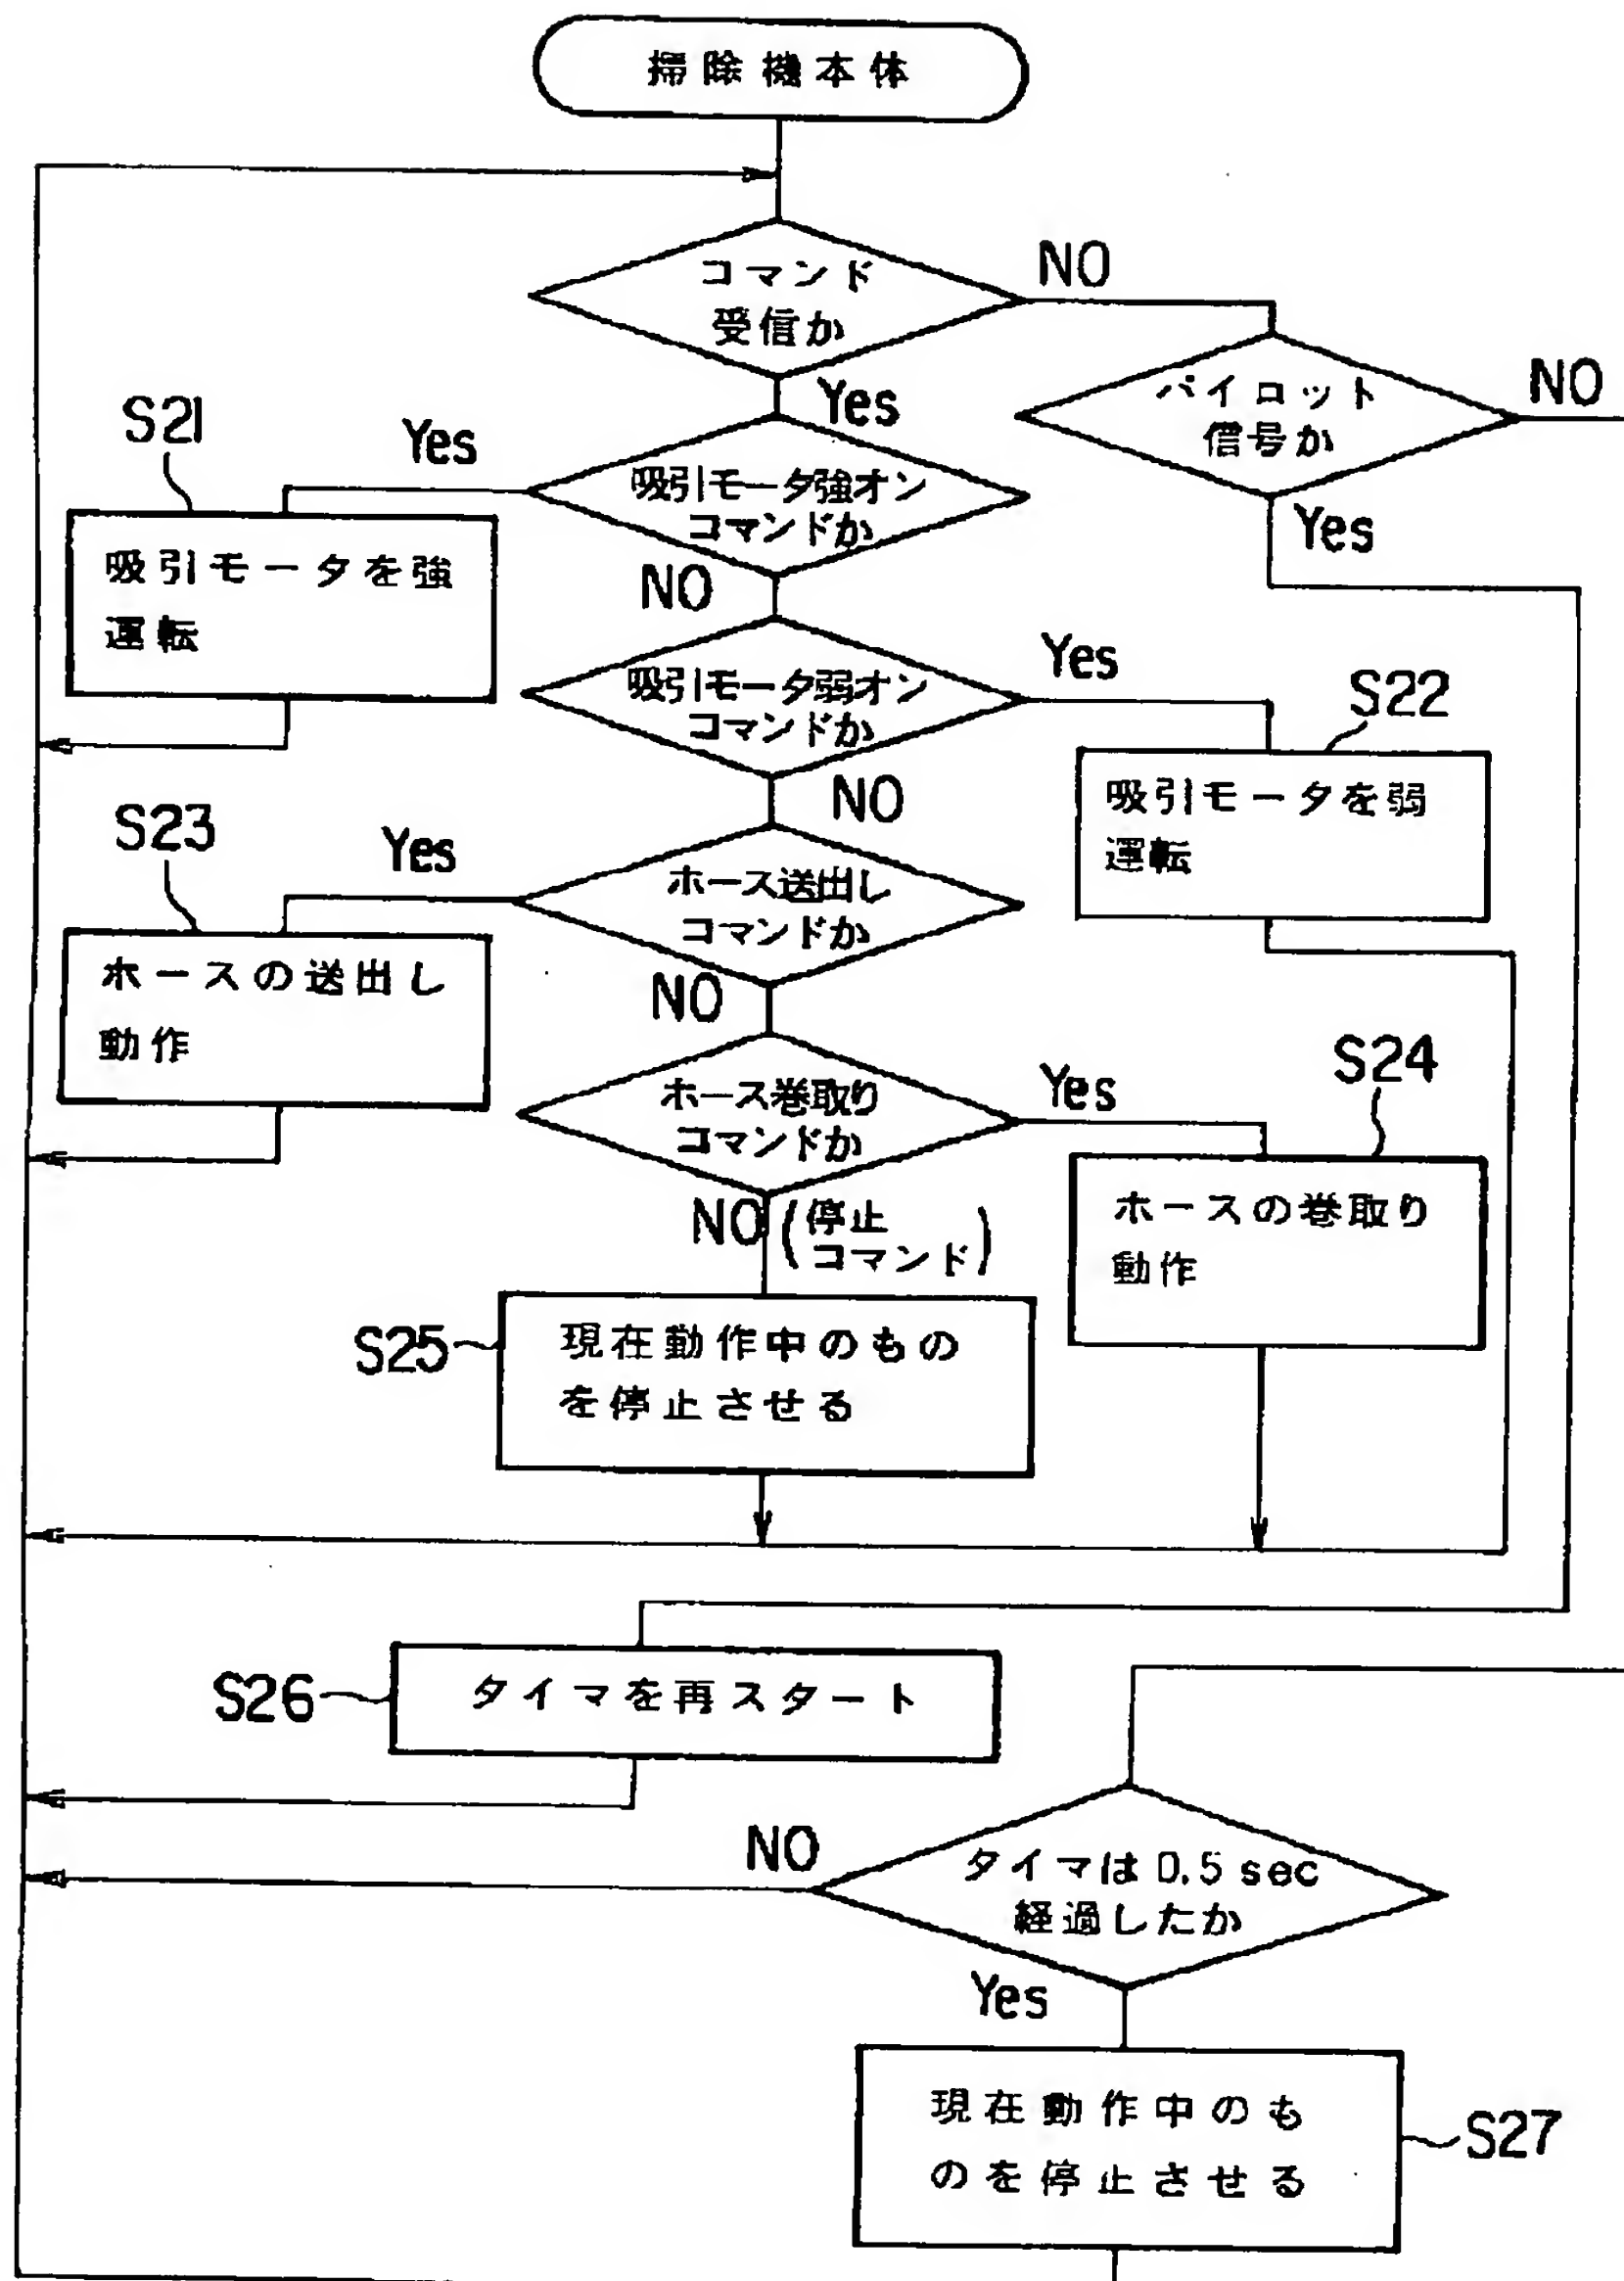 掃除機本体
コマンド
受信か
NO
Yes
パイロット
信号か
NO
Yes
吸引モータ強オン
コマンドか
Yes
NO
S21
吸引モータを強
運転
吸引モータ弱オン
コマンドか
Yes
NO
S22
吸引モータを弱
運転
ホース送出し
コマンドか
Yes
NO
S23
ホースの送出し
動作
ホース巻取り
コマンドか
Yes
S24
ホースの巻取り
動作
NO(停止
コマンド)
S25
現在動作中のもの
を停止させる
S26
タイマを再スタート
タイマは0.5sec
経過したか
NO
Yes
現在動作中のも
のを停止させる
S27